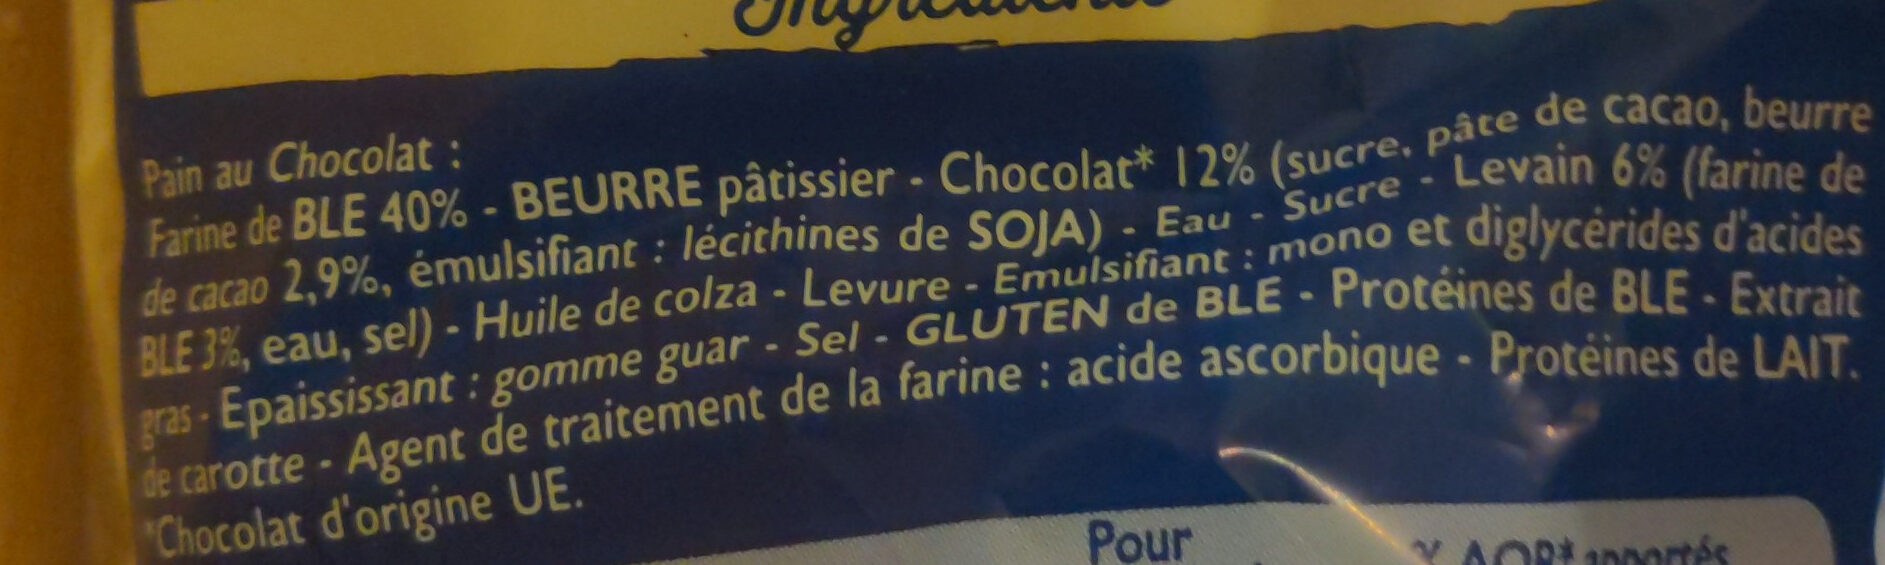 Ingrédients
Pain au Chocolat :
Farine de BLE 40% - BEURRE pâtissier - Chocolat* 12% (sucre, pâte de cacao, beurre
de cacao 2,9%, émulsifiant : lécithines de SOJA) - Eau - Sucre - Levain 6% (farine de
BLE 3%, eau, sel) - Huile de colza - Levure - Emulsifiant : mono et diglycérides d'acides
gras - Epaississant : gomme guar - Sel - GLUTEN de BLE - Protéines de BLE - Extrait
de carotte - Agent de traitement de la farine : acide ascorbique - Protéines de LAIT.
*Chocolat d'origine UE.
Pour
% AQR* apportés